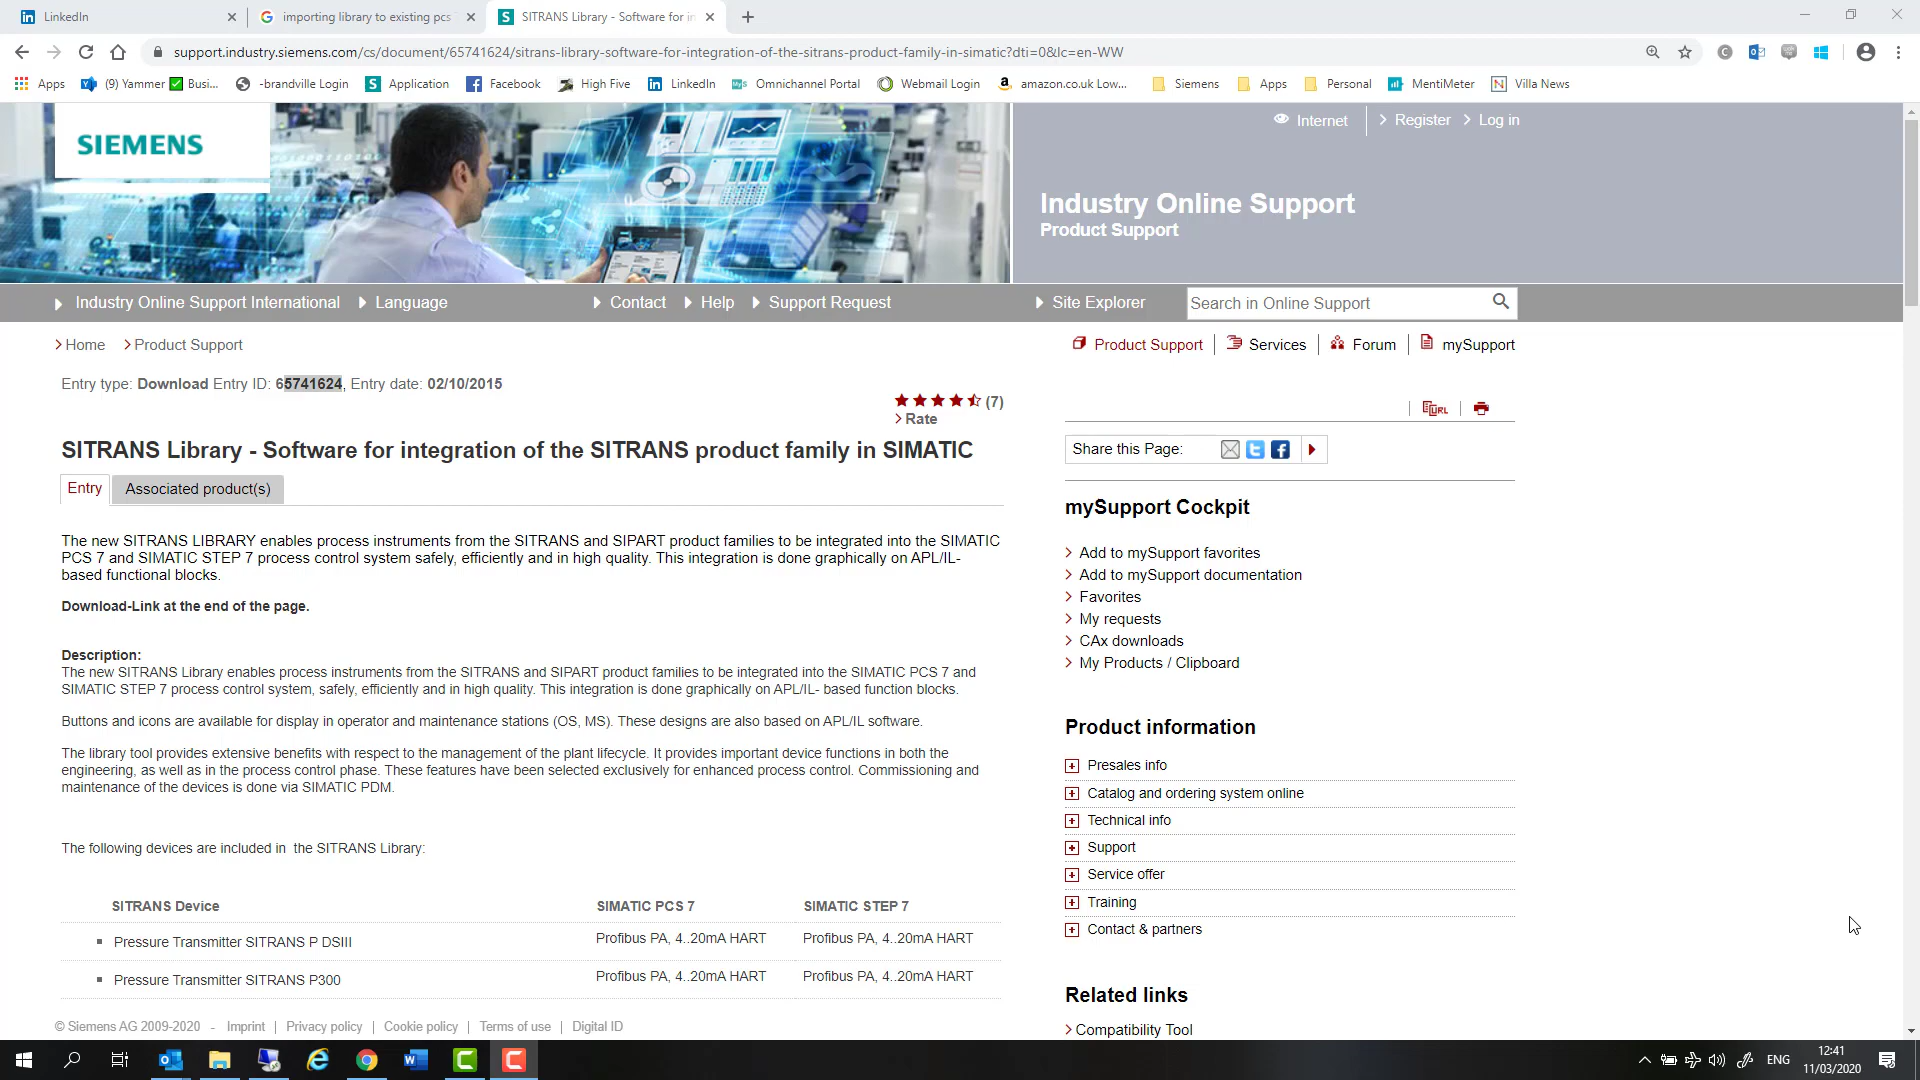 LinkedIn
importing library to existing pcs
SITRANS Library - Software for in
support.industry.siemens.com/cs/document/65741624/sitrans-library-software-for-integration-of-the-sitrans-product-family-in-simatic?dti=0&lc=en-WW
Apps
(9) Yammer
Busi...
-brandville Login
Application
Facebook
High Five
LinkedIn
Omnichannel Portal
Webmail Login
amazon.co.uk Low...
Siemens
Apps
Personal
MentiMeter
Villa News
SIEMENS
Internet
Register
Log in
Industry Online Support
Product Support
Industry Online Support International
Language
Contact
Help
Support Request
Site Explorer
Search in Online Support
Home
Product Support
Product Support
Services
Forum
mySupport
Entry type: Download Entry ID: 65741624, Entry date: 02/10/2015
(7)
Rate
SITRANS Library - Software for integration of the SITRANS product family in SIMATIC
Entry
Associated product(s)
The new SITRANS LIBRARY enables process instruments from the SITRANS and SIPART product families to be integrated into the SIMATIC
PCS 7 and SIMATIC STEP 7 process control system safely, efficiently and in high quality. This integration is done graphically on APL/IL-
based functional blocks.
Download-Link at the end of the page.
Description:
The new SITRANS Library enables process instruments from the SITRANS and SIPART product families to be integrated into the SIMATIC PCS 7 and
SIMATIC STEP 7 process control system, safely, efficiently and in high quality. This integration is done graphically on APL/IL- based function blocks.
Buttons and icons are available for display in operator and maintenance stations (OS, MS). These designs are also based on APL/IL software.
The library tool provides extensive benefits with respect to the management of the plant lifecycle. It provides important device functions in both the
engineering, as well as in the process control phase. These features have been selected exclusively for enhanced process control. Commissioning and
maintenance of the devices is done via SIMATIC PDM.
The following devices are included in the SITRANS Library:
SITRANS Device
SIMATIC PCS 7
SIMATIC STEP 7
Pressure Transmitter SITRANS P DSIII
Profibus PA, 4..20mA HART
Profibus PA, 4..20mA HART
Pressure Transmitter SITRANS P300
Profibus PA, 4..20mA HART
Profibus PA, 4..20mA HART
URL
Share this Page:
mySupport Cockpit
Add to mySupport favorites
Add to mySupport documentation
Favorites
My requests
CAx downloads
My Products / Clipboard
Product information
Presales info
Catalog and ordering system online
Technical info
Support
Service offer
Training
Contact & partners
Related links
Compatibility Tool
© Siemens AG 2009-2020 - Imprint | Privacy policy | Cookie policy | Terms of use | Digital ID
ENG
12:41
11/03/2020